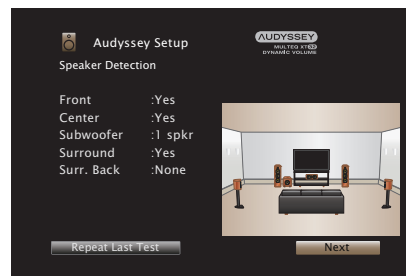 Audyssey Setup
AUDYSSEY
MULTEQ XT32
DYNAMIC VOLUME
Speaker Detection
Front :Yes
Center :Yes
Subwoofer :1 spkr
Surround :Yes
Surr. Back :None
Repeat Last Test
Next